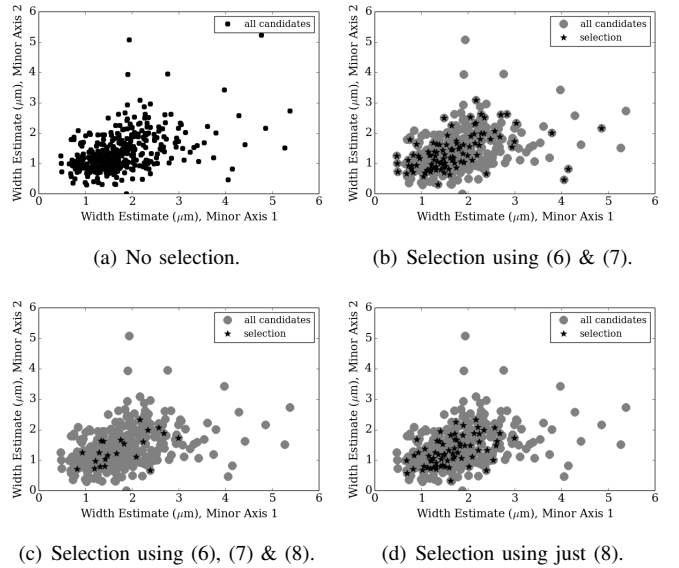 6
5
4
3
2
1
0
Width Estimate (μm), Minor Axis 2
all candidates
0 1 2 3 4 5 6
Width Estimate (μm), Minor Axis 1
(a) No selection.
6
5
4
3
2
1
0
Width Estimate (μm), Minor Axis 2
all candidates
selection
0 1 2 3 4 5 6
Width Estimate (μm), Minor Axis 1
(b) Selection using (6) & (7).
6
5
4
3
2
1
0
Width Estimate (μm), Minor Axis 2
all candidates
selection
0 1 2 3 4 5 6
Width Estimate (μm), Minor Axis 1
(c) Selection using (6), (7) & (8).
6
5
4
3
2
1
0
Width Estimate (μm), Minor Axis 2
all candidates
selection
0 1 2 3 4 5 6
Width Estimate (μm), Minor Axis 1
(d) Selection using just (8).